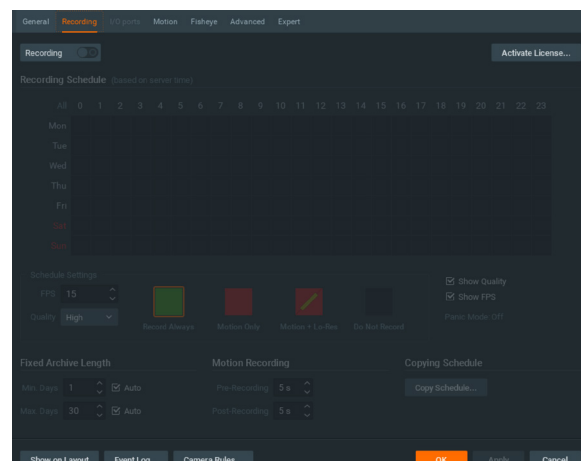 General Recording I/O ports Motion Fisheye Advanced Expert
Recording Activate License...
Recording Schedule (based on server time)
All 0 1 2 3 4 5 6 7 8 9 10 11 12 13 14 15 16 17 18 19 20 21 22 23
Mon
Tue
Wed
Thu
Fri
Sat
Sun
Schedule Settings
Show Quality
FPS 15 Show FPS
Quality High Panic Mode Off
Record Always Motion Only Motion + Lo-Res Do Not Record
Fixed Archive Length Motion Recording Copying Schedule
Min. Days 1 Auto Pre-Recording 5 s Copy Schedule...
Max. Days 30 Auto Post-Recording 5 s
Show on Layout Event Log... Camera Rules... OK Apply Cancel